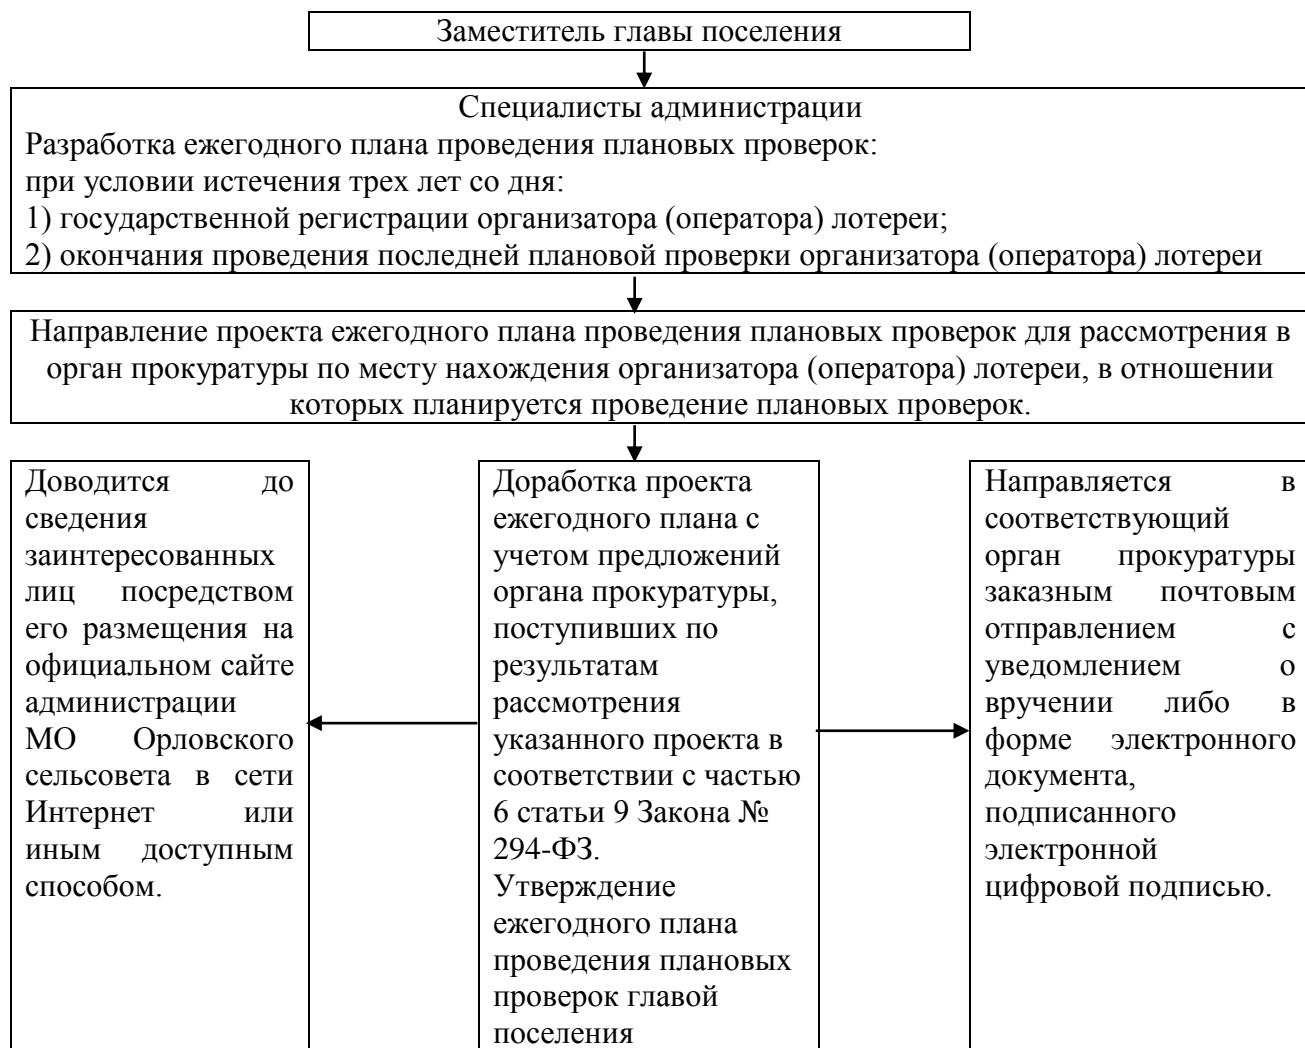 Заместитель главы поселения
Специалисты администрации
Разработка ежегодного плана проведения плановых проверок:
при условии истечения трех лет со дня:
1) государственной регистрации организатора (оператора) лотереи;
2) окончания проведения последней плановой проверки организатора (оператора) лотереи
Направление проекта ежегодного плана проведения плановых проверок для рассмотрения в
орган прокуратуры по месту нахождения организатора (оператора) лотереи, в отношении
которых планируется проведение плановых проверок.
Доводится до
сведения
заинтересованных
лиц посредством
его размещения на
официальном сайте
администрации
МО Орловского
сельсовета в сети
Интернет или
иным доступным
способом.
Доработка проекта
ежегодного плана с
учетом предложений
органа прокуратуры,
поступивших по
результатам
рассмотрения
указанного проекта в
соответствии с частью
6 статьи 9 Закона №
294-ФЗ.
Утверждение
ежегодного плана
проведения плановых
проверок главой
поселения
Направляется в
соответствующий
орган прокуратуры
заказным почтовым
отправлением с
уведомлением о
вручении либо в
форме электронного
документа,
подписанного
электронной
цифровой подписью.